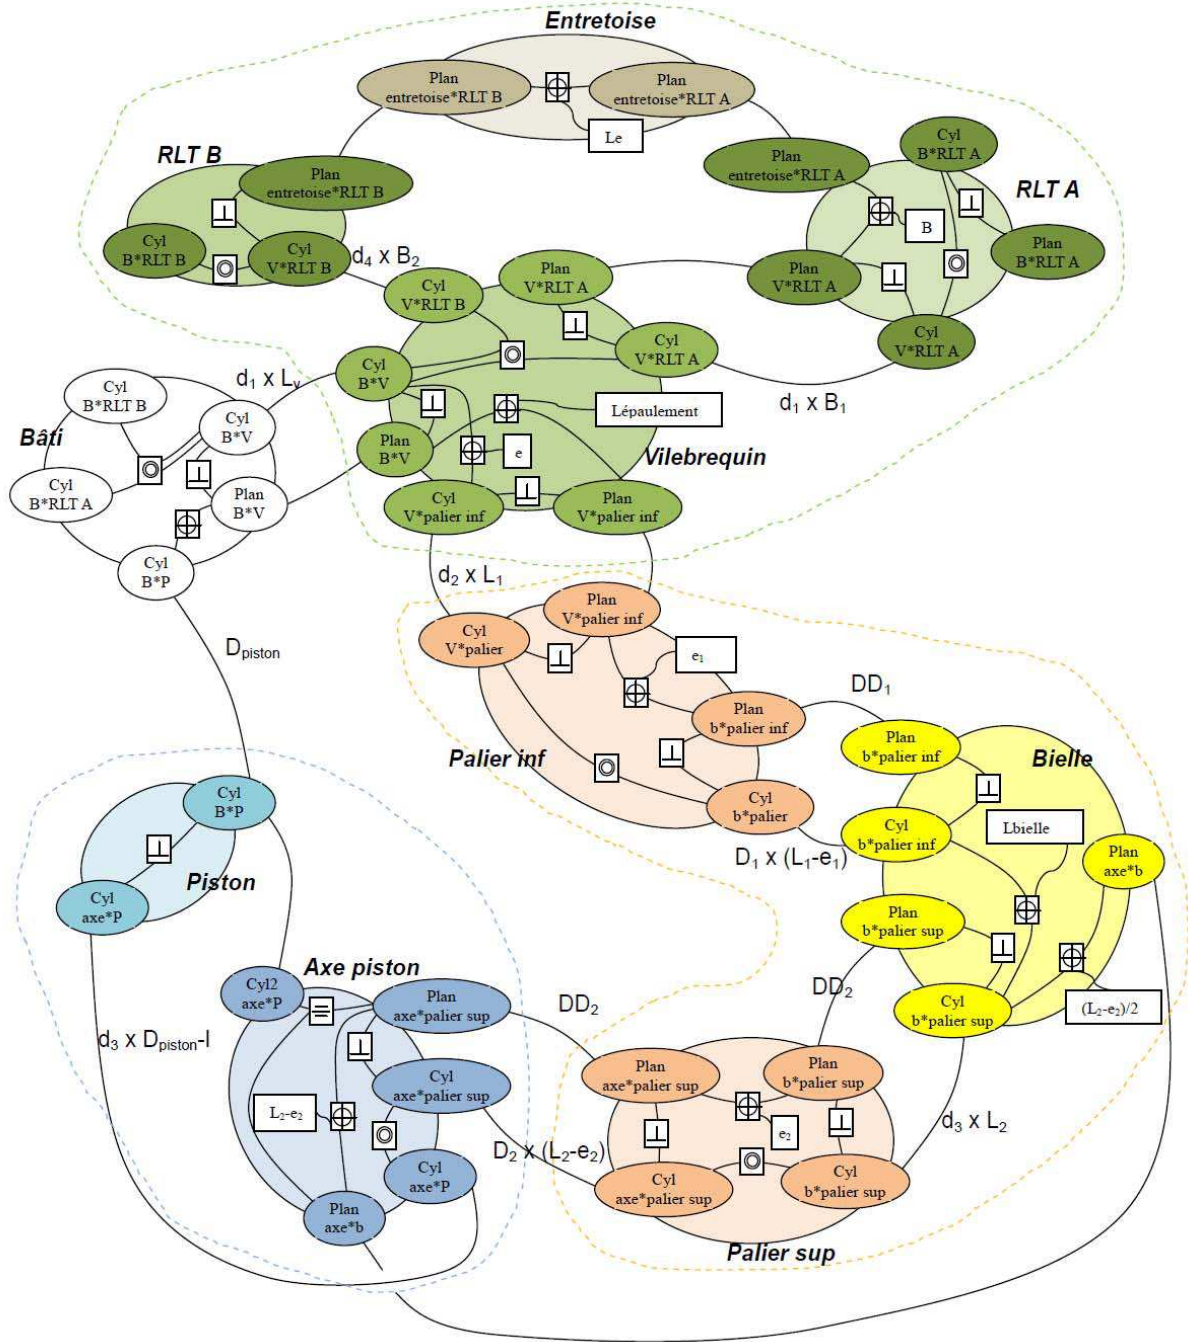 Entretoise
Plan
entretoise*RLT B
Plan
entretoise*RLT A
Le
RLT B
Plan
entretoise*RLT B
Cyl
B*RLT B
Cyl
V*RLT B
Plan
entretoise*RLT A
Cyl
B*RLT A
RLT A
B
Plan
B*RLT A
Plan
V*RLT A
Cyl
V*RLT A
d₄ x B₂
Cyl
V*RLT B
Plan
V*RLT A
Cyl
V*RLT A
Cyl
B*V
d₁ x Lᵥ
d₁ x B₁
Lépaulement
Plan
B*V
e
Vilebrequin
Cyl
V*palier inf
Plan
V*palier inf
Cyl
B*RLT B
Bâti
Cyl
B*V
Cyl
B*RLT A
Plan
B*V
Cyl
B*P
d₂ x L₁
Dpiston
Plan
V*palier inf
Cyl
V*palier
e₁
Plan
b*palier inf
Palier inf
Cyl
b*palier
DD₁
D₁ x (L₁-e₁)
Plan
b*palier inf
Bielle
Cyl
b*palier inf
Lbielle
Plan
axe*b
Plan
b*palier sup
Cyl
b*palier sup
(L₂-e₂)/2
Cyl
B*P
Piston
Cyl
axe*P
Axe piston
Cyl2
axe*P
Plan
axe*palier sup
DD₂
DD₂
d₃ x Dpiston-l
Cyl
axe*palier sup
L₂-e₂
Cyl
axe*P
Plan
axe*b
D₂ x (L₂-e₂)
d₃ x L₂
Plan
axe*palier sup
Plan
b*palier sup
e₂
Cyl
axe*palier sup
Cyl
b*palier sup
Palier sup